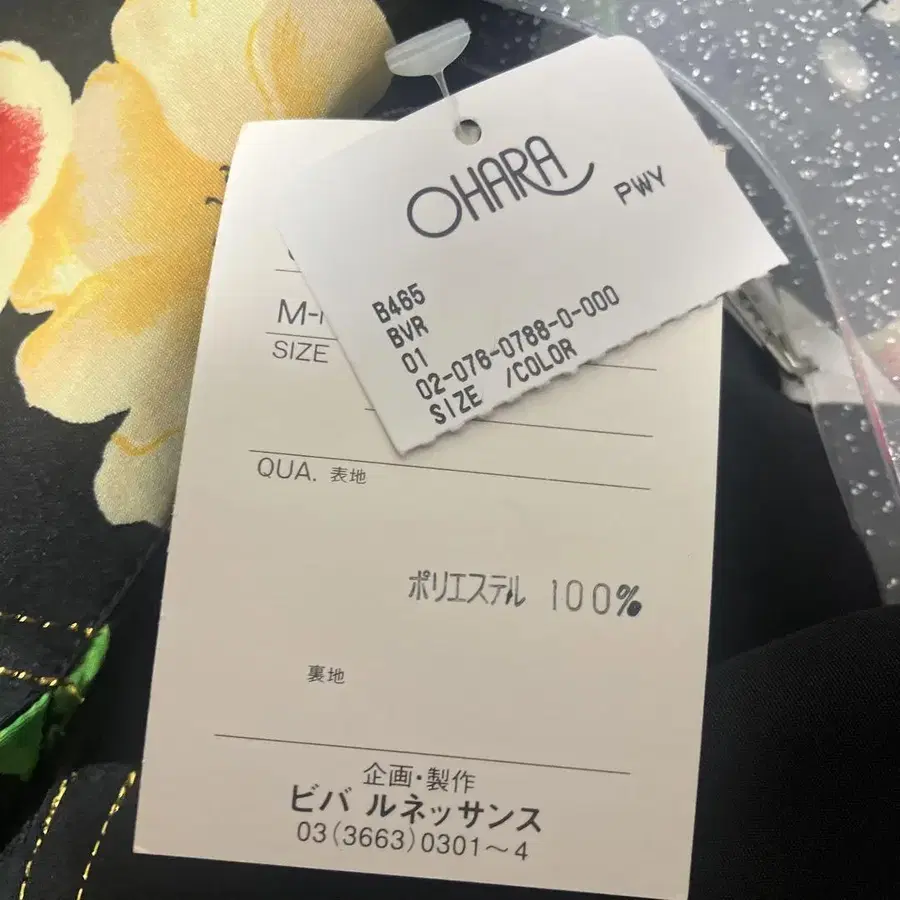 OHARA
PWY
B465
BVR
01
02-076-0788-0-000
SIZE /COLOR
SIZE
QUA. 表地
ポリエステル 100%
裏地
企画・製作
ビバ ルネッサンス
03(3663)0301〜4